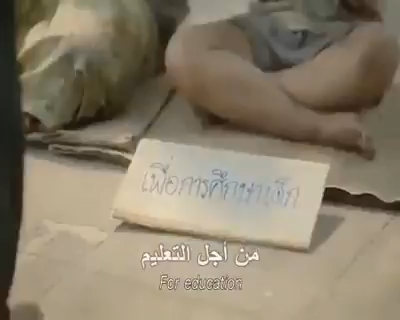 เพื่อการศึกษาเด็ก
من أجل التعليم
For education